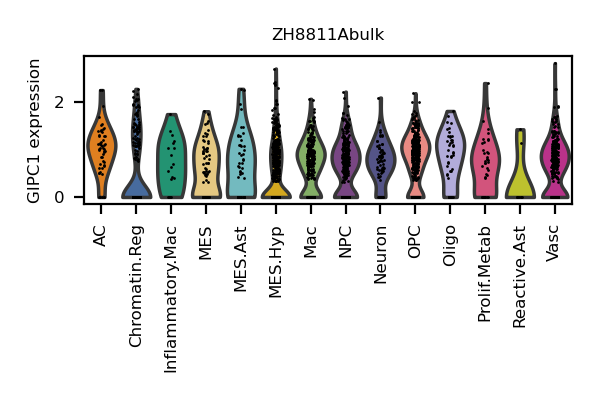 ZH8811Abulk
GIPC1 expression
2
0
AC
Chromatin.Reg
Inflammatory.Mac
MES
MES.Ast
MES.Hyp
Mac
NPC
Neuron
OPC
Oligo
Prolif.Metab
Reactive.Ast
Vasc